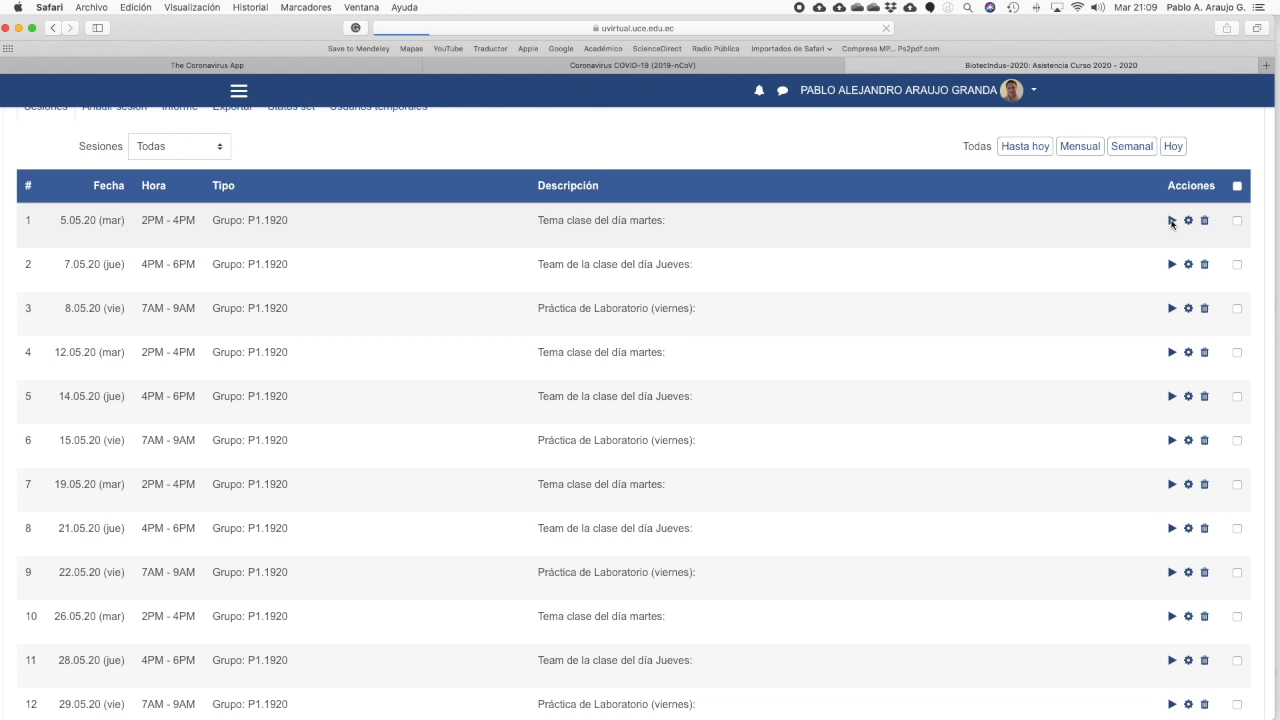 Safari Archivo Edición Visualización Historial Marcadores Ventana Ayuda Mar 21:09 Pablo A. Araujo G.
uvirtual.uce.edu.ec
Save to Mendeley Mapas YouTube Traductor Apple Google Académico ScienceDirect Radio Pública Importados de Safari Compress MP... Ps2pdf.com
The Coronavirus App Coronavirus COVID-19 (2019-nCoV) BiotecIndus-2020: Asistencia Curso 2020 - 2020
PABLO ALEJANDRO ARAUJO GRANDA
Sesiones Añadir sesión Informe Exportar Status set Usuarios temporales
Sesiones Todas Todas Hasta hoy Mensual Semanal Hoy
# Fecha Hora Tipo Descripción Acciones
1 5.05.20 (mar) 2PM - 4PM Grupo: P1.1920 Tema clase del día martes:
2 7.05.20 (jue) 4PM - 6PM Grupo: P1.1920 Team de la clase del día Jueves:
3 8.05.20 (vie) 7AM - 9AM Grupo: P1.1920 Práctica de Laboratorio (viernes):
4 12.05.20 (mar) 2PM - 4PM Grupo: P1.1920 Tema clase del día martes:
5 14.05.20 (jue) 4PM - 6PM Grupo: P1.1920 Team de la clase del día Jueves:
6 15.05.20 (vie) 7AM - 9AM Grupo: P1.1920 Práctica de Laboratorio (viernes):
7 19.05.20 (mar) 2PM - 4PM Grupo: P1.1920 Tema clase del día martes:
8 21.05.20 (jue) 4PM - 6PM Grupo: P1.1920 Team de la clase del día Jueves:
9 22.05.20 (vie) 7AM - 9AM Grupo: P1.1920 Práctica de Laboratorio (viernes):
10 26.05.20 (mar) 2PM - 4PM Grupo: P1.1920 Tema clase del día martes:
11 28.05.20 (jue) 4PM - 6PM Grupo: P1.1920 Team de la clase del día Jueves:
12 29.05.20 (vie) 7AM - 9AM Grupo: P1.1920 Práctica de Laboratorio (viernes):